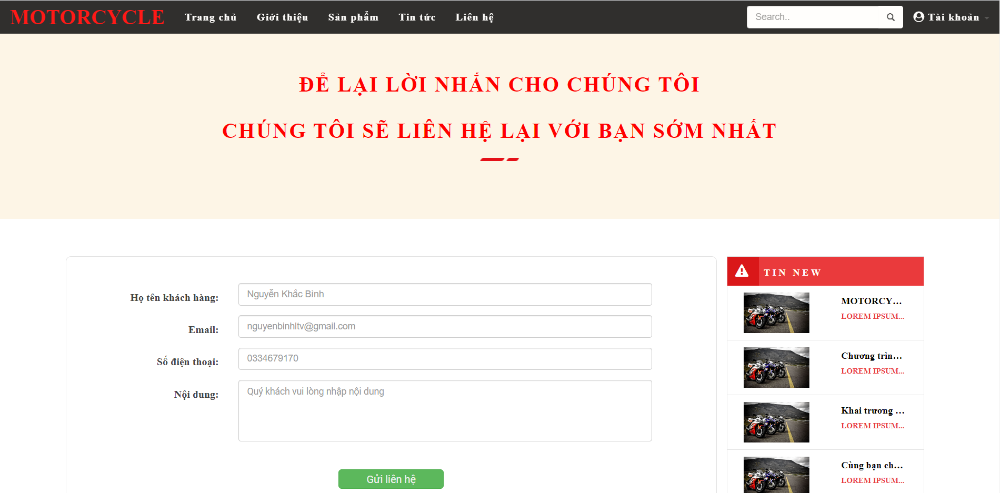 MOTORCYCLE Trang chủ Giới thiệu Sản phẩm Tin tức Liên hệ Search.. Tài khoản
ĐỂ LẠI LỜI NHẮN CHO CHÚNG TÔI
CHÚNG TÔI SẼ LIÊN HỆ LẠI VỚI BẠN SỚM NHẤT
Họ tên khách hàng: Nguyễn Khắc Bình
Email: nguyenbinhltv@gmail.com
Số điện thoại: 0334679170
Nội dung: Quý khách vui lòng nhập nội dung
Gửi liên hệ
TIN NEW
MOTORCY...
LOREM IPSUM...
Chương trìn...
LOREM IPSUM...
Khai trương ...
LOREM IPSUM...
Cùng bạn ch...
LOREM IPSUM...